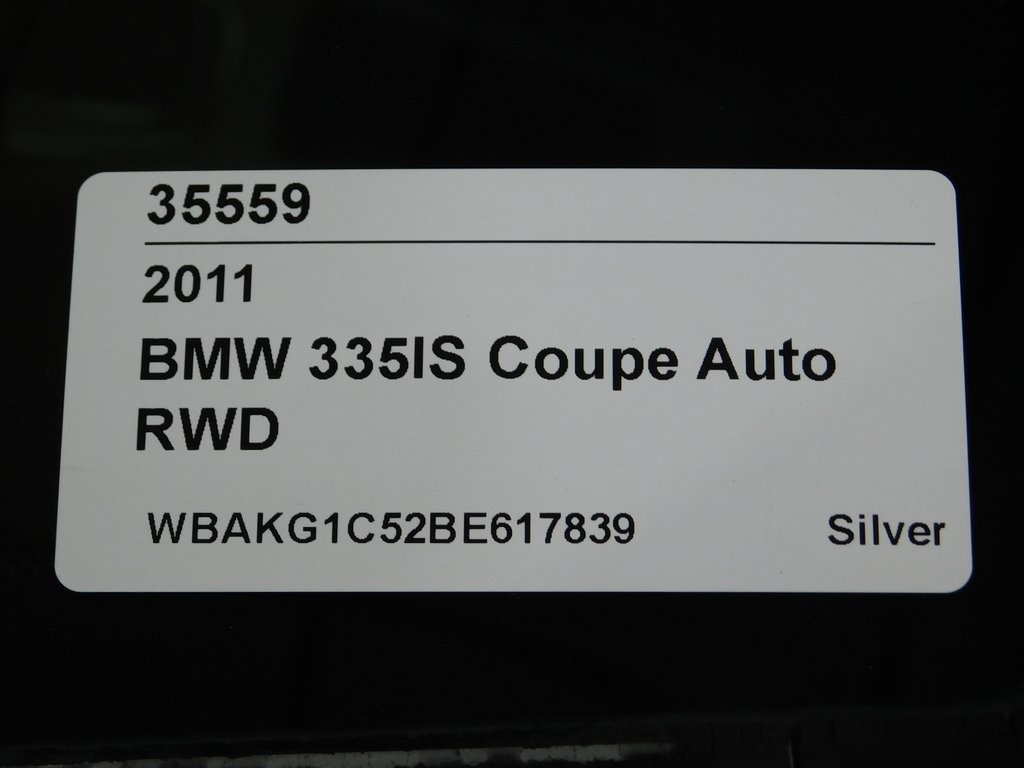 35559
2011
BMW 335IS Coupe Auto
RWD
WBAKG1C52BE617839 Silver